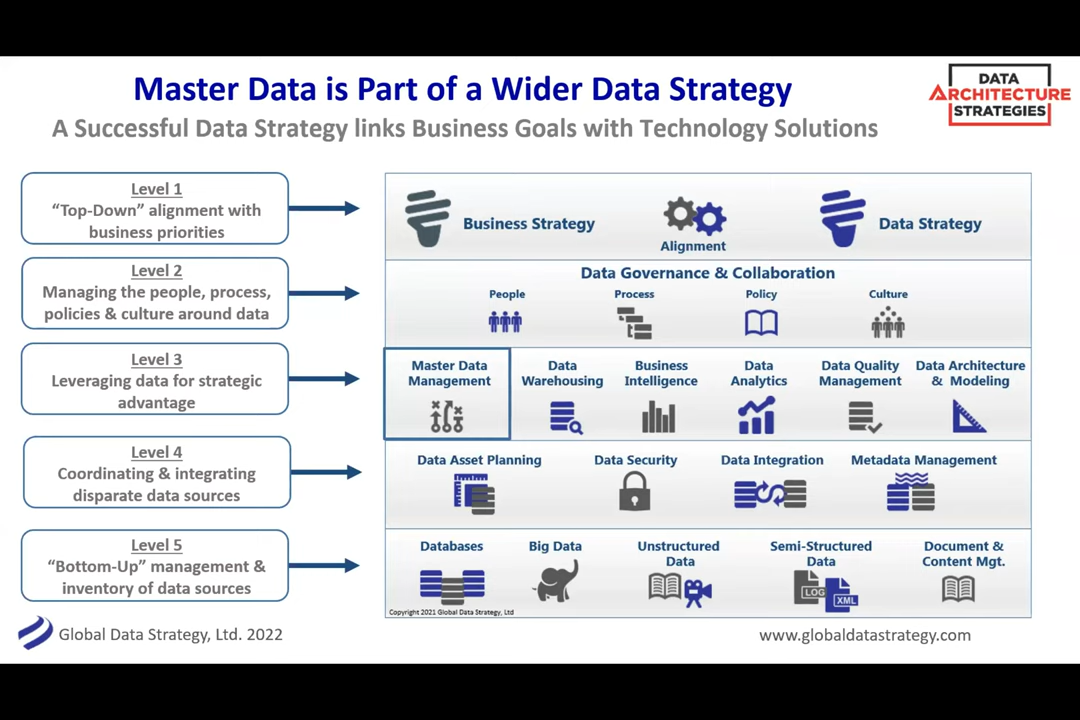 Master Data is Part of a Wider Data Strategy
A Successful Data Strategy links Business Goals with Technology Solutions
DATA
ARCHITECTURE
STRATEGIES
Level 1
“Top-Down” alignment with
business priorities
Business Strategy
Alignment
Data Strategy
Level 2
Managing the people, process,
policies & culture around data
Data Governance & Collaboration
People
Process
Policy
Culture
Level 3
Leveraging data for strategic
advantage
Master Data
Management
Data
Warehousing
Business
Intelligence
Data
Analytics
Data Quality
Management
Data Architecture
& Modeling
Level 4
Coordinating & integrating
disparate data sources
Data Asset Planning
Data Security
Data Integration
Metadata Management
Level 5
“Bottom-Up” management &
inventory of data sources
Databases
Big Data
Unstructured
Data
Semi-Structured
Data
LOG
XML
Document &
Content Mgt.
Copyright 2021 Global Data Strategy, Ltd
Global Data Strategy, Ltd. 2022
www.globaldatastrategy.com